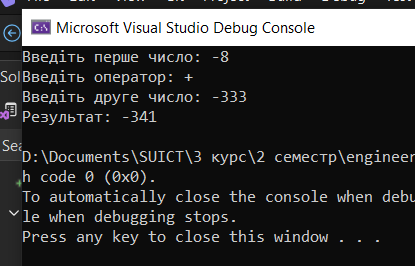 Microsoft Visual Studio Debug Console
Sol
Sea
Введіть перше число: -8
Введіть оператор: +
Введіть друге число: -333
Результат: -341
D:\Documents\SUICT\3 курс\2 семестр\engineer
h code 0 (0x0).
To automatically close the console when debu
le when debugging stops.
Press any key to close this window . . .